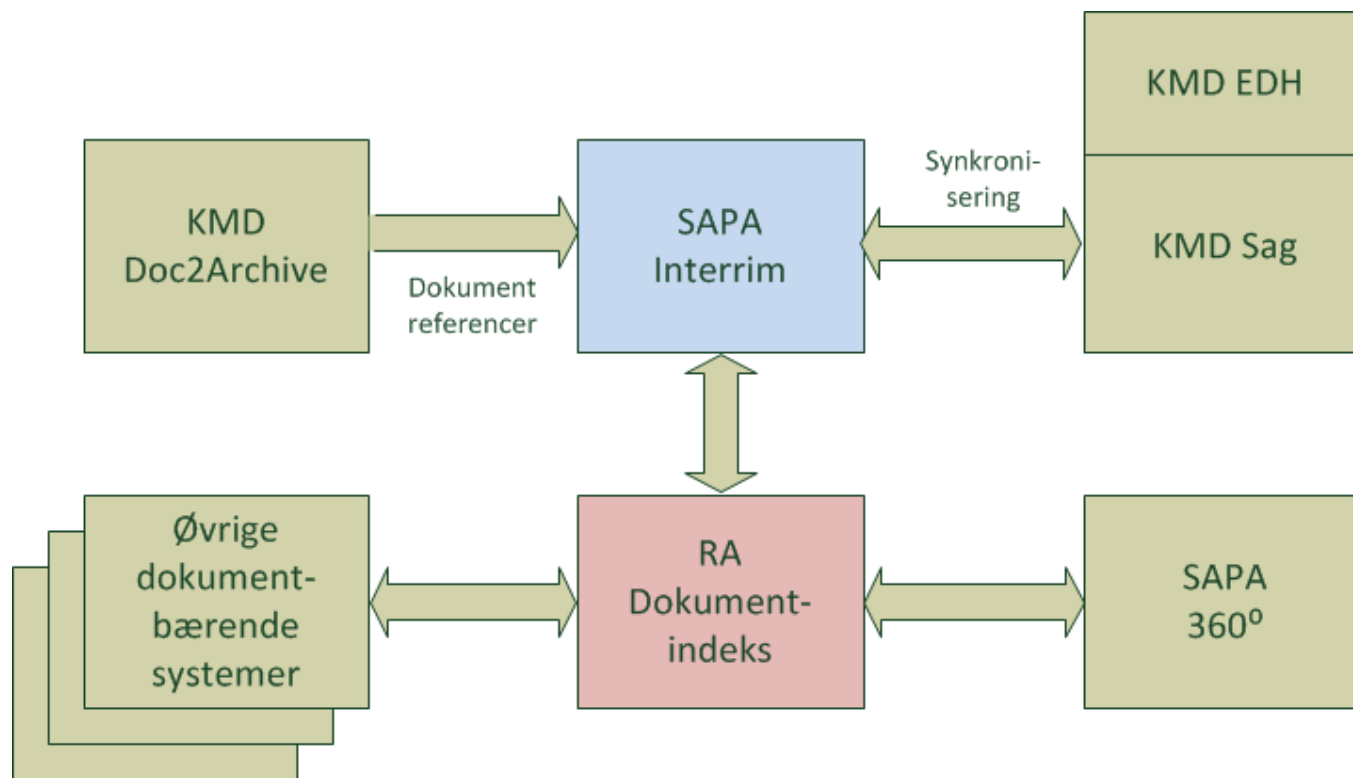 KMD EDH
KMD
Doc2Archive
Dokument
referencer
SAPA
Interrim
Synkroni-
sering
KMD Sag
Øvrige
dokument-
bærende
systemer
RA
Dokument-
indeks
SAPA
360⁰